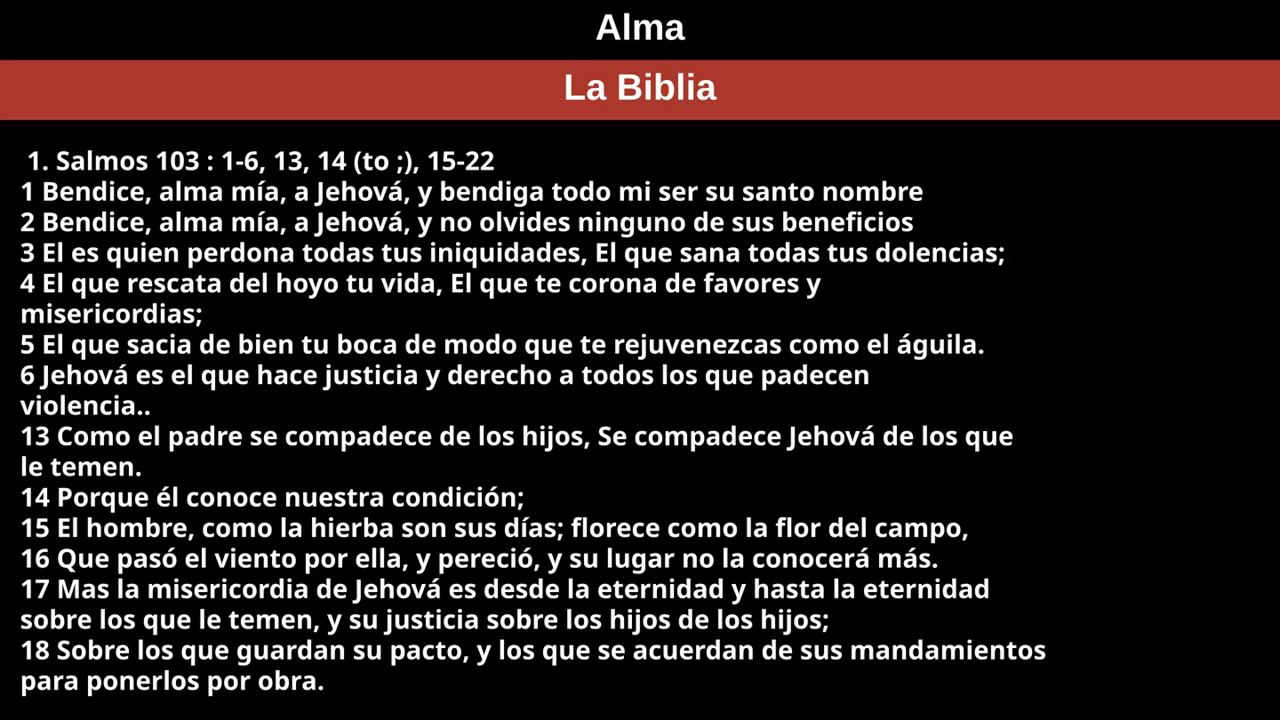 Alma
La Biblia
1. Salmos 103 : 1-6, 13, 14 (to ;), 15-22
1 Bendice, alma mía, a Jehová, y bendiga todo mi ser su santo nombre
2 Bendice, alma mía, a Jehová, y no olvides ninguno de sus beneficios
3 El es quien perdona todas tus iniquidades, El que sana todas tus dolencias;
4 El que rescata del hoyo tu vida, El que te corona de favores y
misericordias;
5 El que sacia de bien tu boca de modo que te rejuvenezcas como el águila.
6 Jehová es el que hace justicia y derecho a todos los que padecen
violencia..
13 Como el padre se compadece de los hijos, Se compadece Jehová de los que
le temen.
14 Porque él conoce nuestra condición;
15 El hombre, como la hierba son sus días; florece como la flor del campo,
16 Que pasó el viento por ella, y pereció, y su lugar no la conocerá más.
17 Mas la misericordia de Jehová es desde la eternidad y hasta la eternidad
sobre los que le temen, y su justicia sobre los hijos de los hijos;
18 Sobre los que guardan su pacto, y los que se acuerdan de sus mandamientos
para ponerlos por obra.